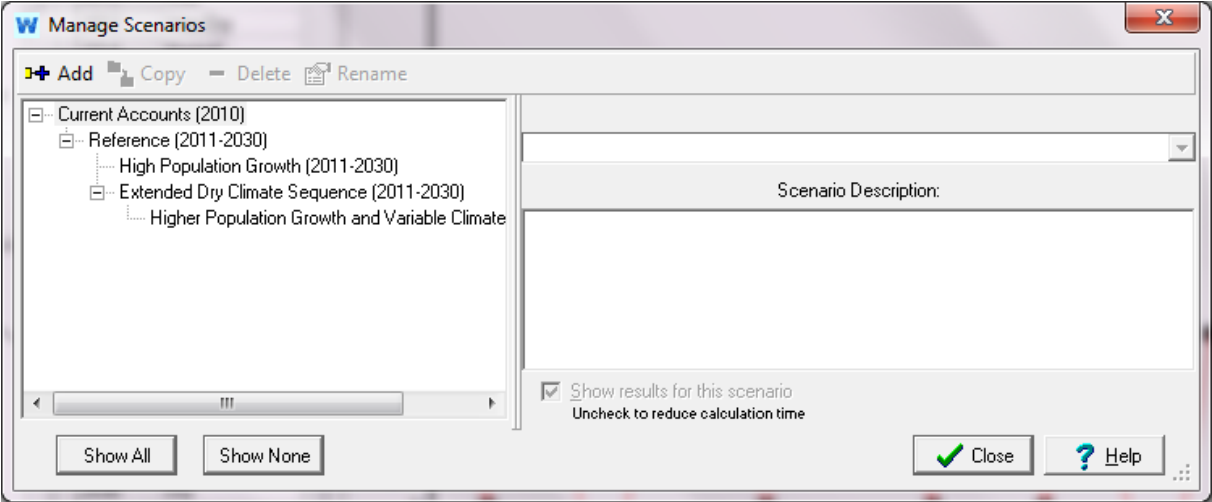 Manage Scenarios
Add Copy Delete Rename
Current Accounts (2010)
Reference (2011-2030)
High Population Growth (2011-2030)
Extended Dry Climate Sequence (2011-2030)
Higher Population Growth and Variable Climate
Scenario Description:
Show results for this scenario
Uncheck to reduce calculation time
Show All Show None Close Help